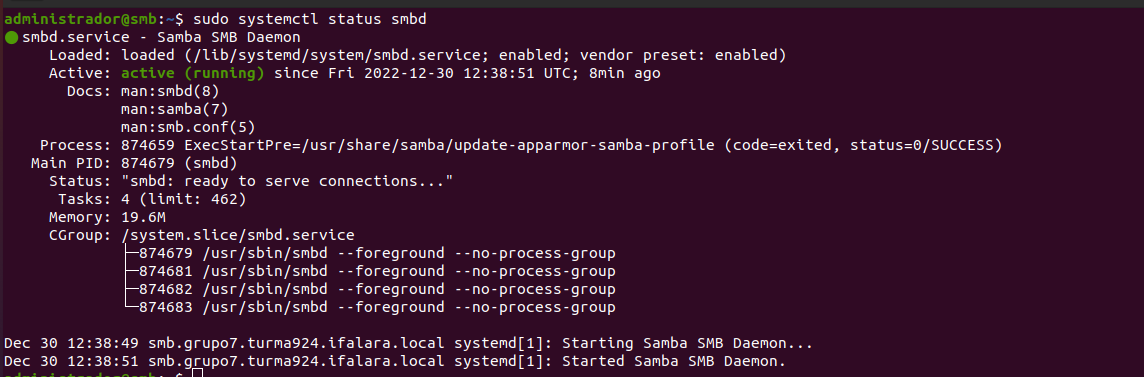 administrador@smb:~$ sudo systemctl status smbd
● smbd.service - Samba SMB Daemon
Loaded: loaded (/lib/systemd/system/smbd.service; enabled; vendor preset: enabled)
Active: active (running) since Fri 2022-12-30 12:38:51 UTC; 8min ago
Docs: man:smbd(8)
man:samba(7)
man:smb.conf(5)
Process: 874659 ExecStartPre=/usr/share/samba/update-apparmor-samba-profile (code=exited, status=0/SUCCESS)
Main PID: 874679 (smbd)
Status: "smbd: ready to serve connections..."
Tasks: 4 (limit: 462)
Memory: 19.6M
CGroup: /system.slice/smbd.service
├─874679 /usr/sbin/smbd --foreground --no-process-group
├─874681 /usr/sbin/smbd --foreground --no-process-group
├─874682 /usr/sbin/smbd --foreground --no-process-group
└─874683 /usr/sbin/smbd --foreground --no-process-group
Dec 30 12:38:49 smb.grupo7.turma924.ifalara.local systemd[1]: Starting Samba SMB Daemon...
Dec 30 12:38:51 smb.grupo7.turma924.ifalara.local systemd[1]: Started Samba SMB Daemon.
administrador@smb:~$